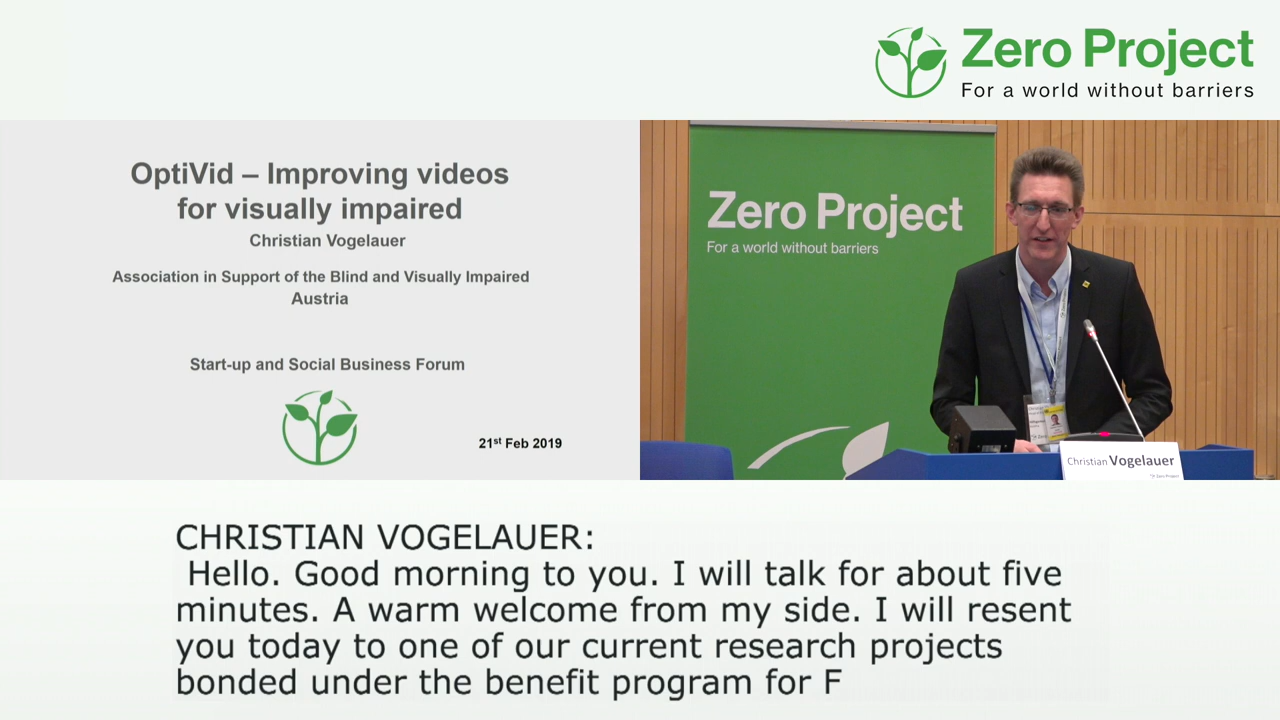 Zero Project
For a world without barriers
OptiVid – Improving videos
for visually impaired
Christian Vogelauer
Association in Support of the Blind and Visually Impaired
Austria
Start-up and Social Business Forum
21st Feb 2019
Zero Project
For a world without barriers
Christian Vogelauer
CHRISTIAN VOGELAUER:
Hello. Good morning to you. I will talk for about five
minutes. A warm welcome from my side. I will resent
you today to one of our current research projects
bonded under the benefit program for F